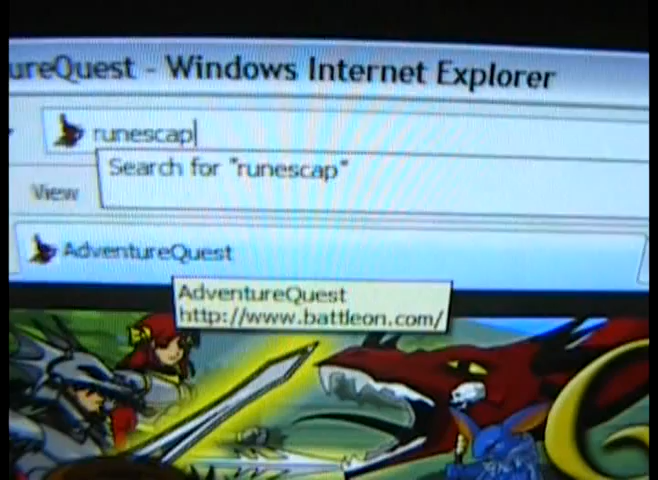 ureQuest - Windows Internet Explorer
runescap
Search for "runescap"
View
AdventureQuest
AdventureQuest
http://www.battleon.com/